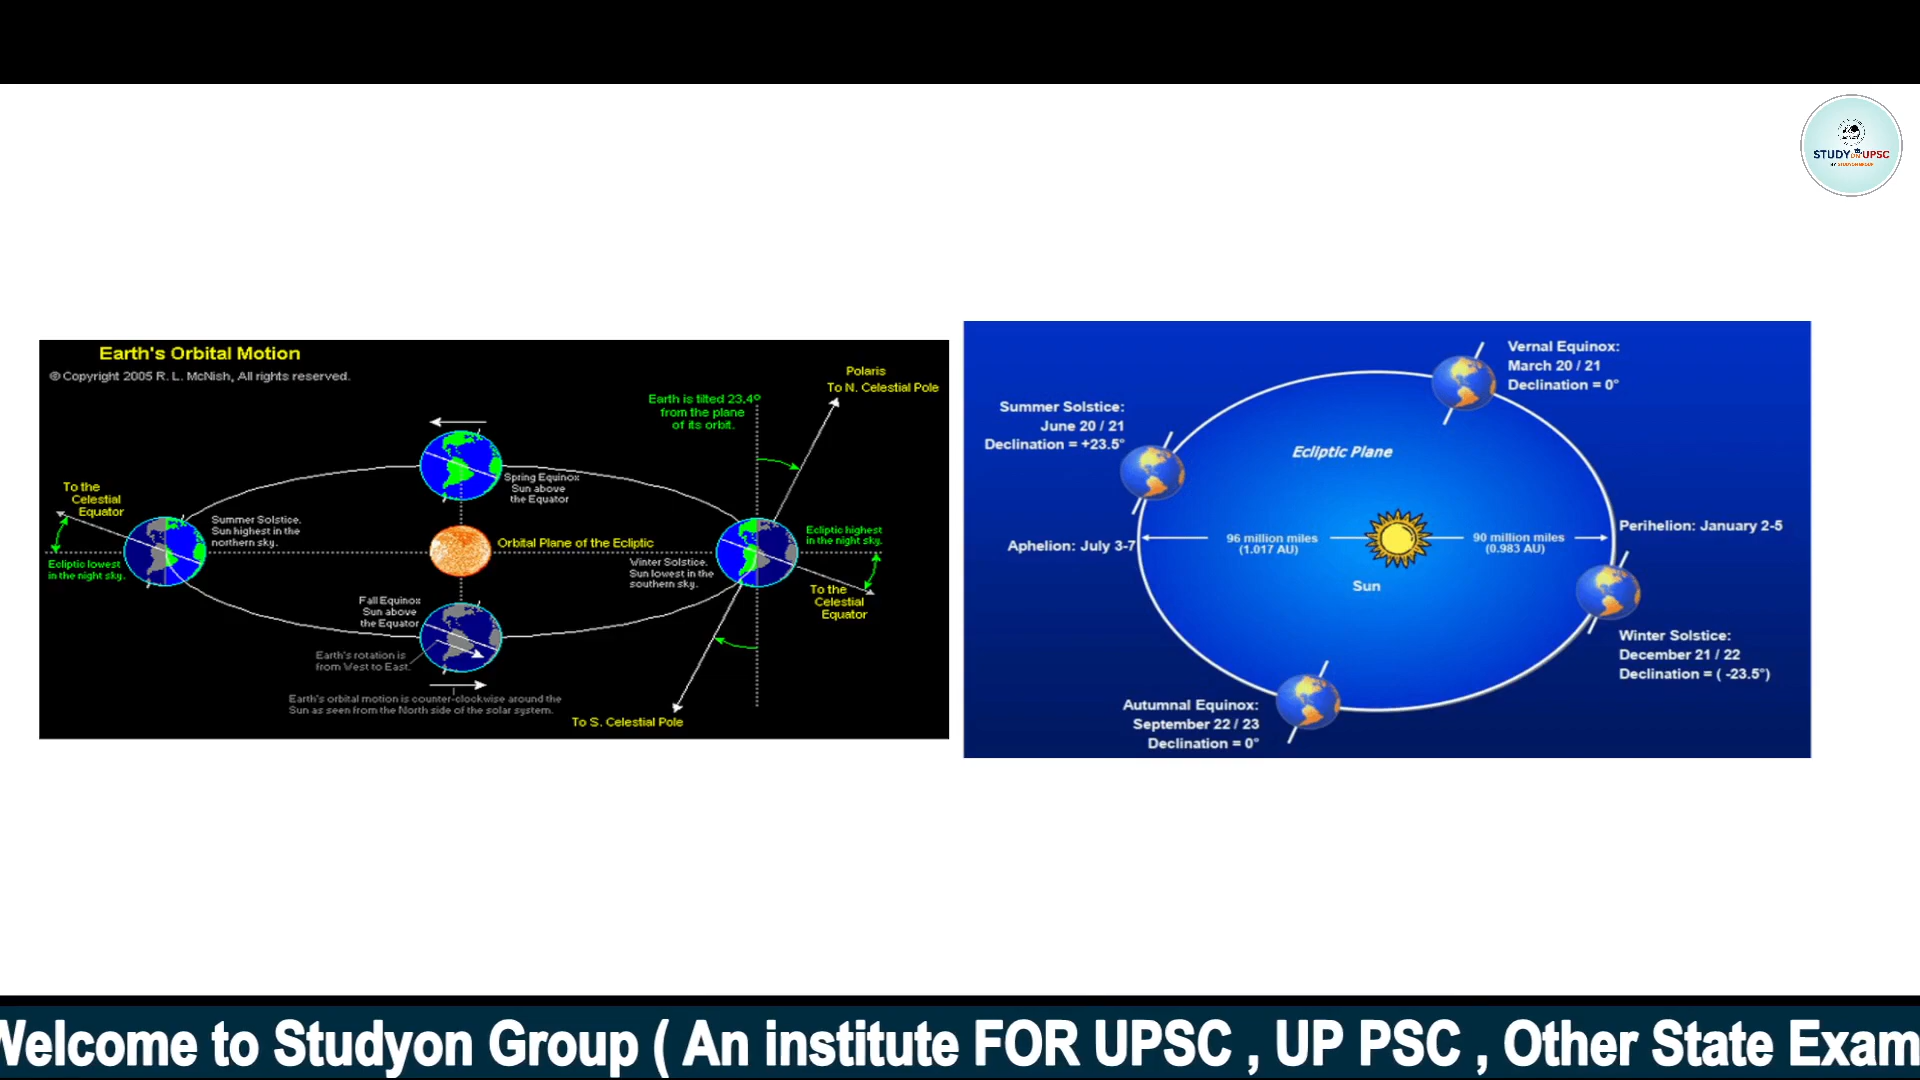 STUDY ON UPSC
BY STUDYON GROUP
Earth's Orbital Motion
© Copyright 2005 R. L. McNish, All rights reserved.
Polaris
To N. Celestial Pole
Earth is tilted 23.4°
from the plane
of its orbit.
To the
Celestial
Equator
Spring Equinox
Sun above
the Equator
Summer Solstice.
Sun highest in the
northern sky.
Ecliptic highest
in the night sky.
Orbital Plane of the Ecliptic
Ecliptic lowest
in the night sky.
Winter Solstice.
Sun lowest in the
southern sky.
To the
Celestial
Equator
Fall Equinox
Sun above
the Equator
Earth's rotation is
from West to East.
Earth's orbital motion is counter-clockwise around the
Sun as seen from the North side of the solar system.
To S. Celestial Pole
Vernal Equinox:
March 20 / 21
Declination = 0°
Summer Solstice:
June 20 / 21
Declination = +23.5°
Ecliptic Plane
Perihelion: January 2-5
Aphelion: July 3-7
96 million miles
(1.017 AU)
90 million miles
(0.983 AU)
Sun
Winter Solstice:
December 21 / 22
Declination = ( -23.5°)
Autumnal Equinox:
September 22 / 23
Declination = 0°
Welcome to Studyon Group ( An institute FOR UPSC , UP PSC , Other State Exam